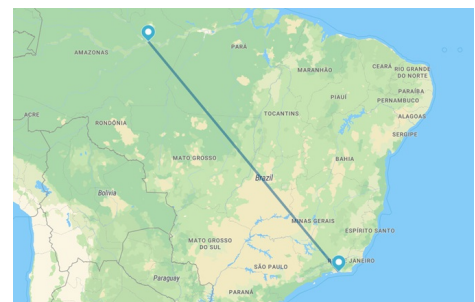 AMAZONAS
PARÁ
MARANHÃO
CEARÁ
RIO GRANDE
DO NORTE
PARAÍBA
PIAUÍ
PERNAMBUCO
ACRE
TOCANTINS
ALAGOAS
RONDÔNIA
SERGIPE
MATO GROSSO
BAHIA
Brazil
Bolivia
MINAS GERAIS
ESPÍRITO SANTO
MATO GROSSO
DO SUL
SÃO PAULO
JANEIRO
Paraguay
PARANÁ